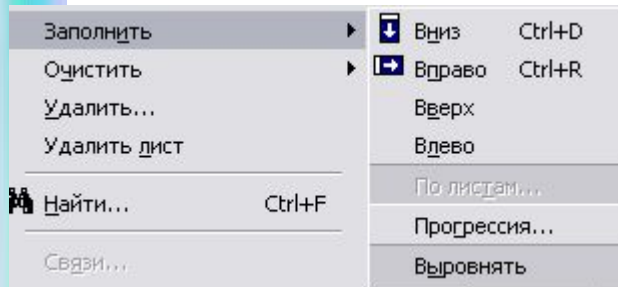 Заполнить
Очистить
Удалить...
Удалить лист
Найти... Ctrl+F
Связи...
Вниз Ctrl+D
Вправо Ctrl+R
Вверх
Влево
По листам...
Прогрессия...
Выровнять